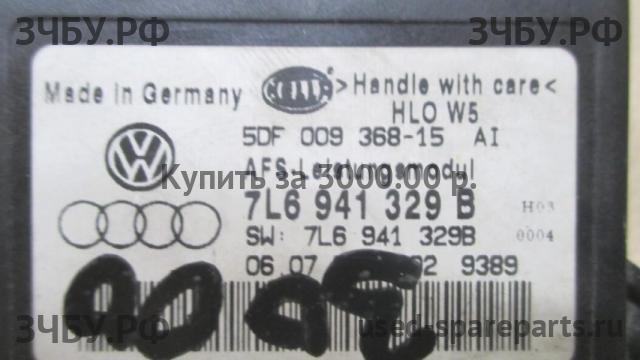 ЗЧБУ.РФ ЗЧБУ.РФ
Made in Germany >Handle with care<
HLO W5
5DF 009 368-15 AI
AFS-Leistungsmodul
Купить за 3000.00 р.
7L6 941 329 B H03
SW: 7L6 941 329B 0004
06 07 9389
ЗЧБУ.РФ used-spareparts.ru